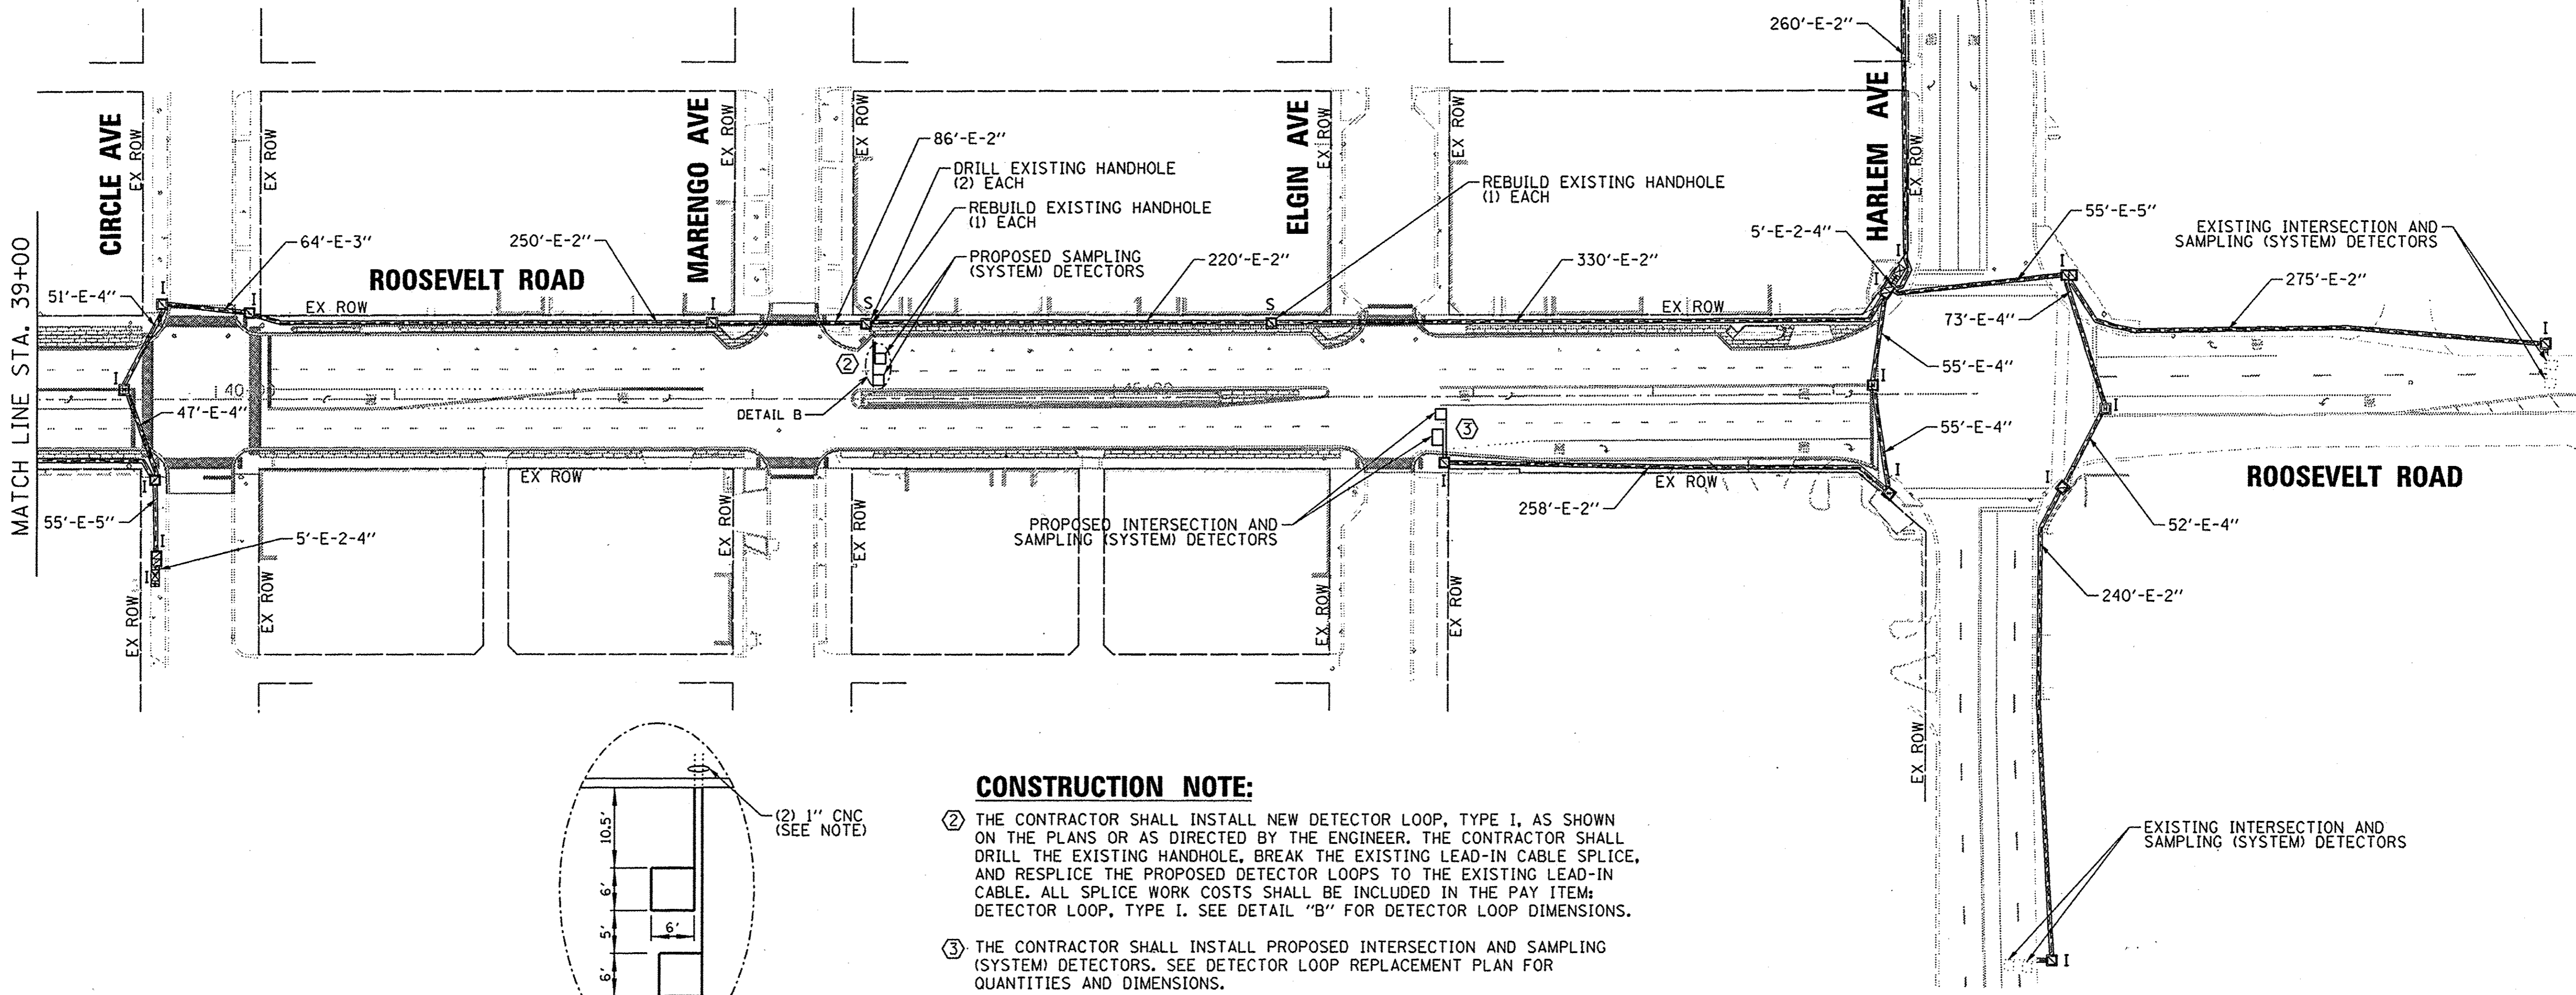 260'-E-2"
CIRCLE AVE
EX ROW
EX ROW
MARENGO AVE
EX ROW
EX ROW
86'-E-2"
DRILL EXISTING HANDHOLE
(2) EACH
REBUILD EXISTING HANDHOLE
(1) EACH
PROPOSED SAMPLING
(SYSTEM) DETECTORS
ELGIN AVE
EX ROW
EX ROW
REBUILD EXISTING HANDHOLE
(1) EACH
HARLEM AVE
EX ROW
5'-E-2-4"
55'-E-5"
EXISTING INTERSECTION AND
SAMPLING (SYSTEM) DETECTORS
MATCH LINE STA. 39+00
64'-E-3"
250'-E-2"
220'-E-2"
330'-E-2"
275'-E-2"
ROOSEVELT ROAD
51'-E-4"
EX ROW
EX ROW
I
I
I
S
S
I
I
I
I
73'-E-4"
2
55'-E-4"
I
I
40
47'-E-4"
DETAIL B
3
I
55'-E-4"
ROOSEVELT ROAD
I
EX ROW
I
EX ROW
I
I
258'-E-2"
52'-E-4"
55'-E-5"
5'-E-2-4"
PROPOSED INTERSECTION AND
SAMPLING (SYSTEM) DETECTORS
I
I
EX ROW
EX ROW
EX ROW
EX ROW
EX ROW
EX ROW
240'-E-2"
EX ROW
(2) 1" CNC
(SEE NOTE)
10.5'
6'
6'
5'
6'
CONSTRUCTION NOTE:
2 THE CONTRACTOR SHALL INSTALL NEW DETECTOR LOOP, TYPE I, AS SHOWN
ON THE PLANS OR AS DIRECTED BY THE ENGINEER. THE CONTRACTOR SHALL
DRILL THE EXISTING HANDHOLE, BREAK THE EXISTING LEAD-IN CABLE SPLICE,
AND RESPLICE THE PROPOSED DETECTOR LOOPS TO THE EXISTING LEAD-IN
CABLE. ALL SPLICE WORK COSTS SHALL BE INCLUDED IN THE PAY ITEM:
DETECTOR LOOP, TYPE I. SEE DETAIL "B" FOR DETECTOR LOOP DIMENSIONS.
3 THE CONTRACTOR SHALL INSTALL PROPOSED INTERSECTION AND SAMPLING
(SYSTEM) DETECTORS. SEE DETECTOR LOOP REPLACEMENT PLAN FOR
QUANTITIES AND DIMENSIONS.
EXISTING INTERSECTION AND
SAMPLING (SYSTEM) DETECTORS
I